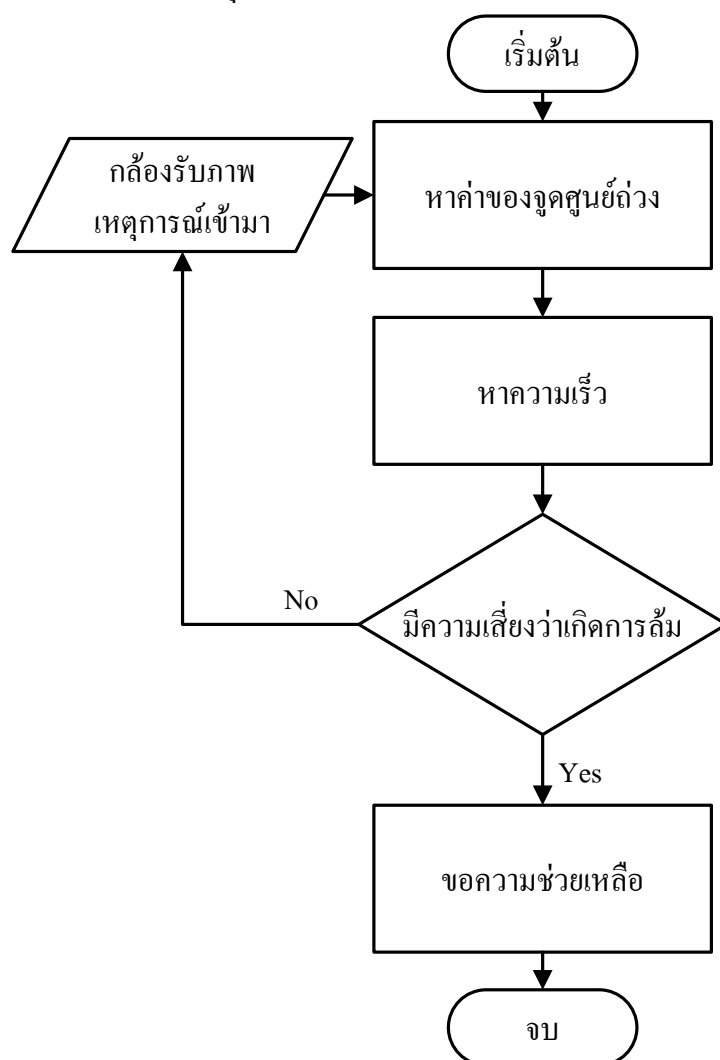 เริ่มต้น
กล้องรับภาพ
เหตุการณ์เข้ามา
หาค่าของจูดศูนย์ถ่วง
หาความเร็ว
No
มีความเสี่ยงว่าเกิดการล้ม
Yes
ขอความช่วยเหลือ
จบ